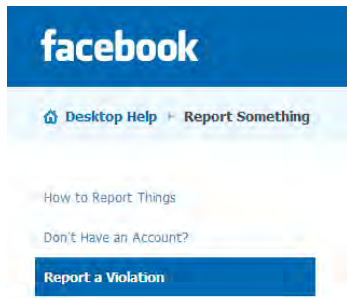 facebook
Desktop Help ▸ Report Something
How to Report Things
Don't Have an Account?
Report a Violation